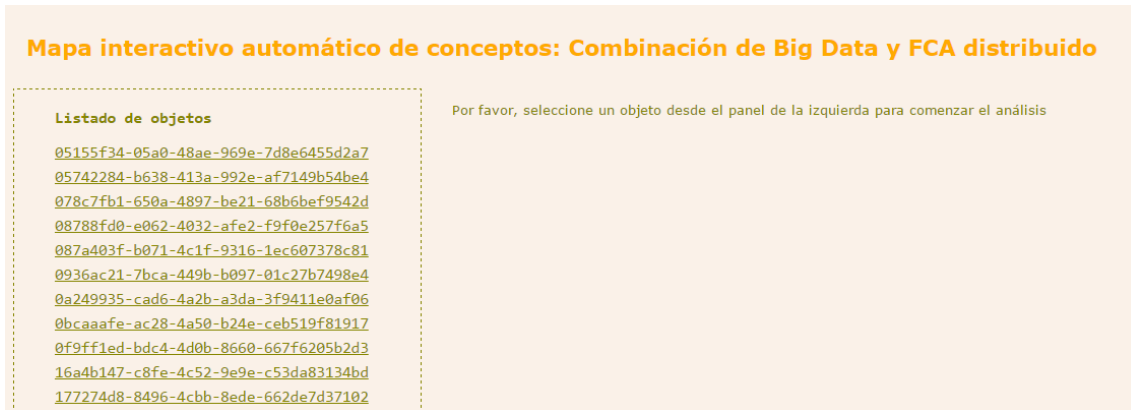 Mapa interactivo automático de conceptos: Combinación de Big Data y FCA distribuido
Listado de objetos
05155f34-05a0-48ae-969e-7d8e6455d2a7
05742284-b638-413a-992e-af7149b54be4
078c7fb1-650a-4897-be21-68b6bef9542d
08788fd0-e062-4032-afe2-f9f0e257f6a5
087a403f-b071-4c1f-9316-1ec607378c81
0936ac21-7bca-449b-b097-01c27b7498e4
0a249935-cad6-4a2b-a3da-3f9411e0af06
0bcaaafe-ac28-4a50-b24e-ceb519f81917
0f9ff1ed-bdc4-4d0b-8660-667f6205b2d3
16a4b147-c8fe-4c52-9e9e-c53da83134bd
177274d8-8496-4cbb-8ede-662de7d37102
Por favor, seleccione un objeto desde el panel de la izquierda para comenzar el análisis